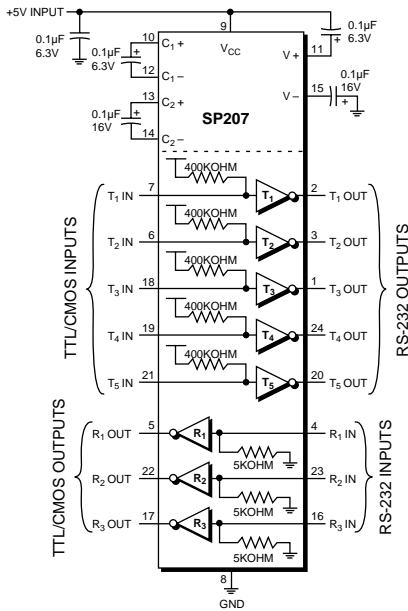 +5V INPUT
0.1µF
6.3V
9
VCC
10
C1 +
0.1µF
6.3V
12
C1 –
13
C2 +
0.1µF
16V
14
C2 –
V +
11
0.1µF
6.3V
V –
15
0.1µF
16V
SP207
TTL/CMOS INPUTS
RS-232 OUTPUTS
400KOHM
T1 IN
7
T1
2
T1 OUT
400KOHM
T2 IN
6
T2
3
T2 OUT
400KOHM
T3 IN
18
T3
1
T3 OUT
400KOHM
T4 IN
19
T4
24
T4 OUT
400KOHM
T5 IN
21
T5
20
T5 OUT
TTL/CMOS OUTPUTS
RS-232 INPUTS
R1 OUT
5
R1
4
R1 IN
5KOHM
R2 OUT
22
R2
23
R2 IN
5KOHM
R3 OUT
17
R3
16
R3 IN
5KOHM
8
GND